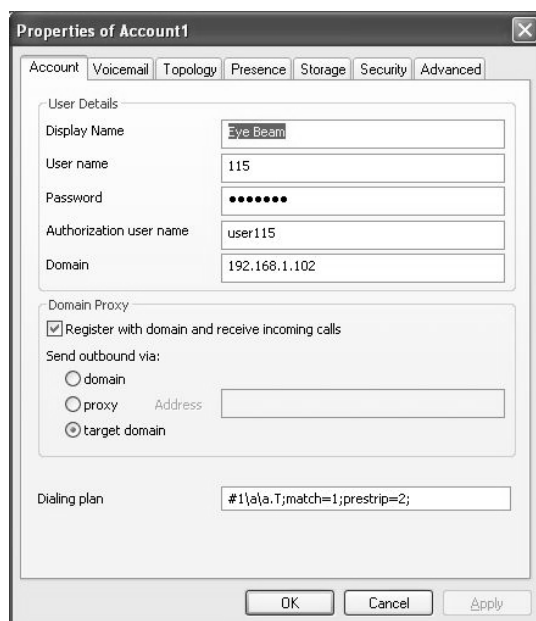 Properties of Account1
Account Voicemail Topology Presence Storage Security Advanced
User Details
Display Name Eye Beam
User name 115
Password •••••••
Authorization user name user115
Domain 192.168.1.102
Domain Proxy
Register with domain and receive incoming calls
Send outbound via:
domain
proxy Address
target domain
Dialing plan #1\a\a.T;match=1;prestrip=2;
OK Cancel Apply